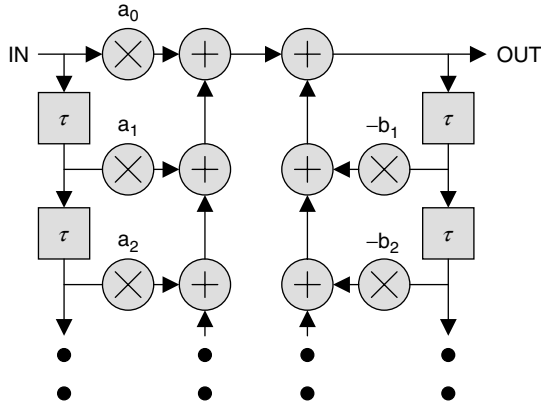 a₀
IN
OUT
τ
a₁
–b₁
τ
τ
a₂
–b₂
τ